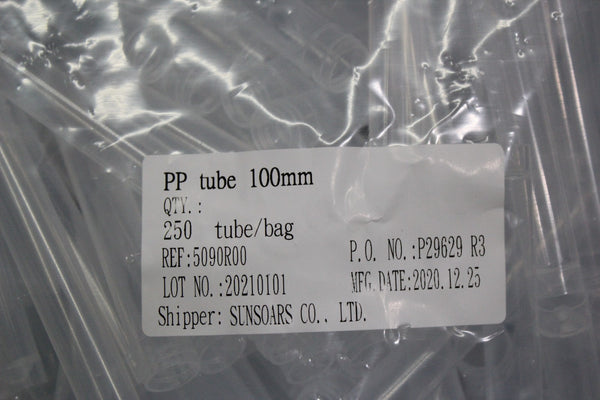 PP tube 100mm
QTY.:
250 tube/bag
REF:5090R00 P.O. NO.:P29629 R3
LOT NO.:20210101 MFG.DATE:2020.12.25
Shipper: SUNSOARS CO., LTD.